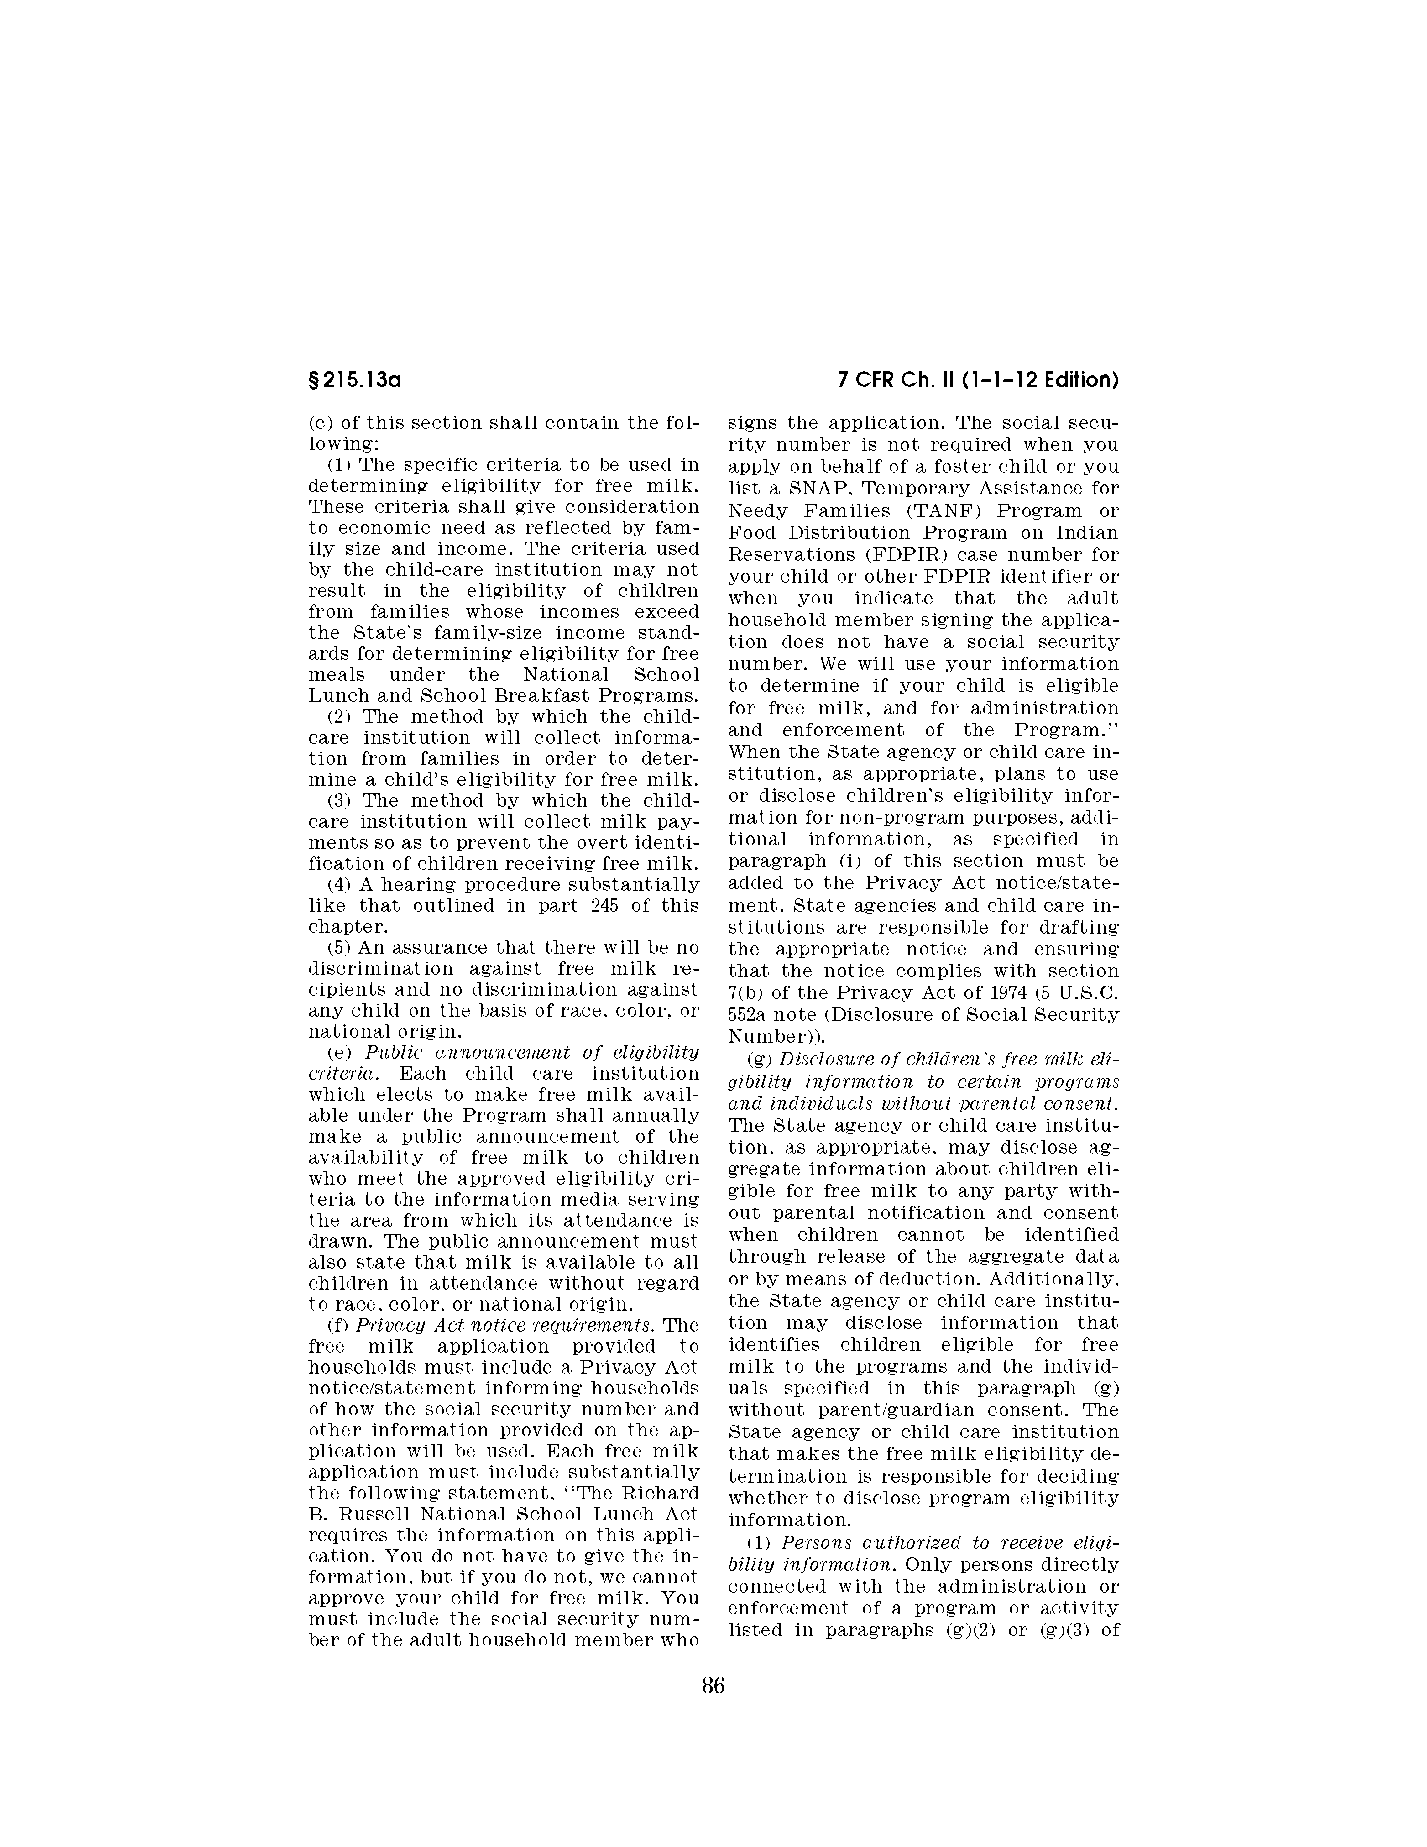 § 215.13a
7 CFR Ch. II (1–1–12 Edition)
(c) of this section shall contain the fol-
lowing:
(1) The specific criteria to be used in
determining eligibility for free milk.
These criteria shall give consideration
to economic need as reflected by fam-
ily size and income. The criteria used
by the child-care institution may not
result in the eligibility of children
from families whose incomes exceed
the State's family-size income stand-
ards for determining eligibility for free
meals under the National School
Lunch and School Breakfast Programs.
(2) The method by which the child-
care institution will collect informa-
tion from families in order to deter-
mine a child's eligibility for free milk.
(3) The method by which the child-
care institution will collect milk pay-
ments so as to prevent the overt identi-
fication of children receiving free milk.
(4) A hearing procedure substantially
like that outlined in part 245 of this
chapter.
(5) An assurance that there will be no
discrimination against free milk re-
cipients and no discrimination against
any child on the basis of race, color, or
national origin.
(e) Public announcement of eligibility
criteria. Each child care institution
which elects to make free milk avail-
able under the Program shall annually
make a public announcement of the
availability of free milk to children
who meet the approved eligibility cri-
teria to the information media serving
the area from which its attendance is
drawn. The public announcement must
also state that milk is available to all
children in attendance without regard
to race, color, or national origin.
(f) Privacy Act notice requirements. The
free milk application provided to
households must include a Privacy Act
notice/statement informing households
of how the social security number and
other information provided on the ap-
plication will be used. Each free milk
application must include substantially
the following statement, ‘‘The Richard
B. Russell National School Lunch Act
requires the information on this appli-
cation. You do not have to give the in-
formation, but if you do not, we cannot
approve your child for free milk. You
must include the social security num-
ber of the adult household member who
signs the application. The social secu-
rity number is not required when you
apply on behalf of a foster child or you
list a SNAP, Temporary Assistance for
Needy Families (TANF) Program or
Food Distribution Program on Indian
Reservations (FDPIR) case number for
your child or other FDPIR identifier or
when you indicate that the adult
household member signing the applica-
tion does not have a social security
number. We will use your information
to determine if your child is eligible
for free milk, and for administration
and enforcement of the Program.’’
When the State agency or child care in-
stitution, as appropriate, plans to use
or disclose children's eligibility infor-
mation for non-program purposes, addi-
tional information, as specified in
paragraph (i) of this section must be
added to the Privacy Act notice/state-
ment. State agencies and child care in-
stitutions are responsible for drafting
the appropriate notice and ensuring
that the notice complies with section
7(b) of the Privacy Act of 1974 (5 U.S.C.
552a note (Disclosure of Social Security
Number)).
(g) Disclosure of children's free milk eli-
gibility information to certain programs
and individuals without parental consent.
The State agency or child care institu-
tion, as appropriate, may disclose ag-
gregate information about children eli-
gible for free milk to any party with-
out parental notification and consent
when children cannot be identified
through release of the aggregate data
or by means of deduction. Additionally,
the State agency or child care institu-
tion may disclose information that
identifies children eligible for free
milk to the programs and the individ-
uals specified in this paragraph (g)
without parent/guardian consent. The
State agency or child care institution
that makes the free milk eligibility de-
termination is responsible for deciding
whether to disclose program eligibility
information.
(1) Persons authorized to receive eligi-
bility information. Only persons directly
connected with the administration or
enforcement of a program or activity
listed in paragraphs (g)(2) or (g)(3) of
86